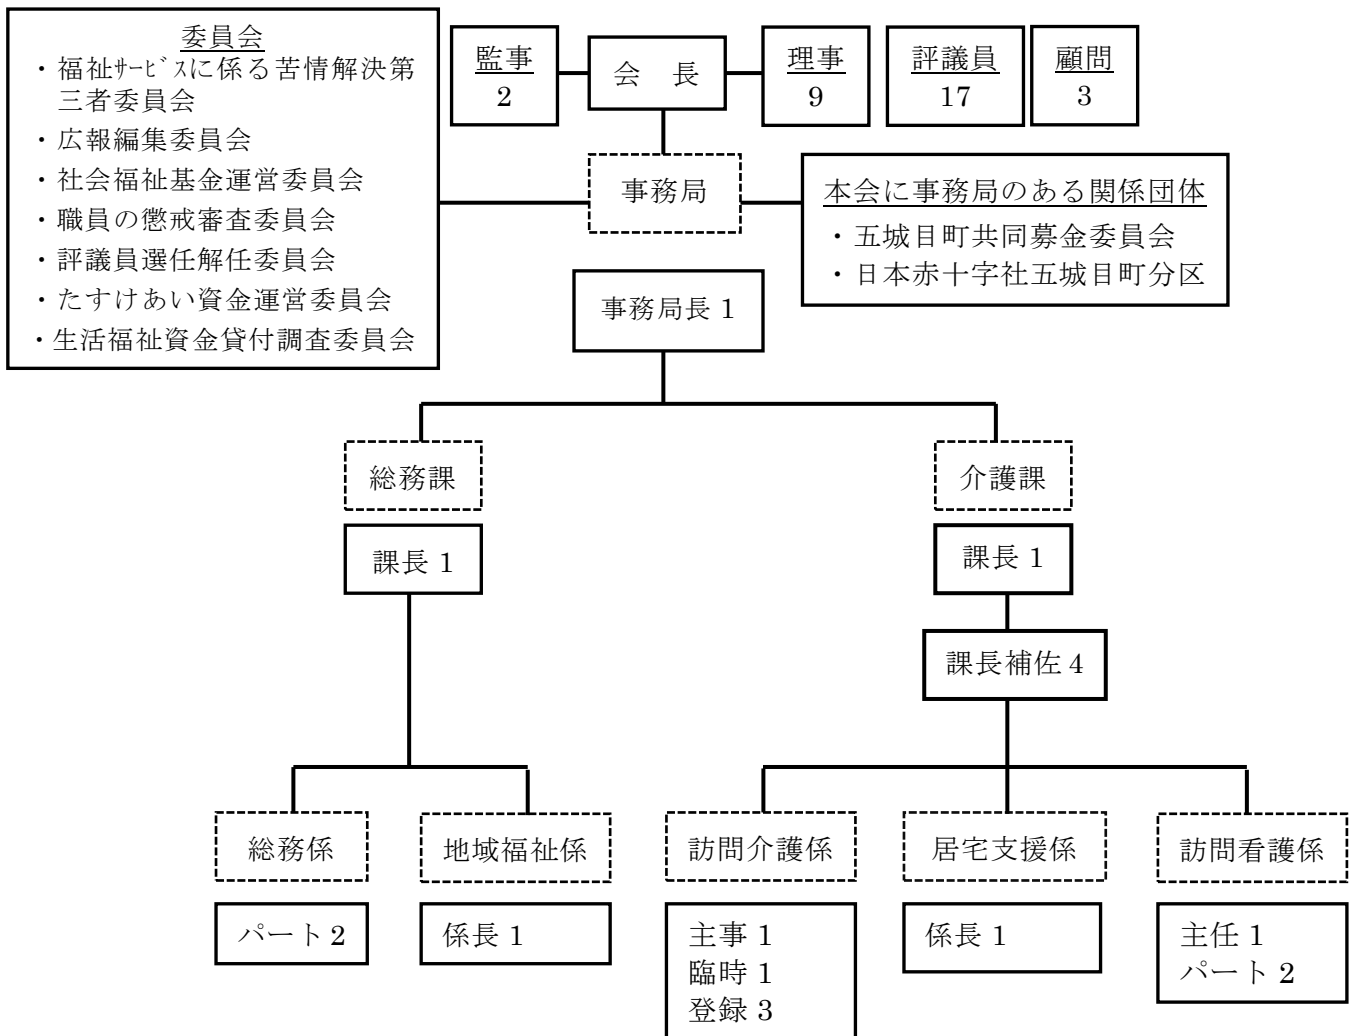 委員会
・福祉ｻｰﾋﾞｽに係る苦情解決第
三者委員会
・広報編集委員会
・社会福祉基金運営委員会
・職員の懲戒審査委員会
・評議員選任解任委員会
・たすけあい資金運営委員会
・生活福祉資金貸付調査委員会
監事
2
会　長
理事
9
評議員
17
顧問
3
事務局
本会に事務局のある関係団体
・五城目町共同募金委員会
・日本赤十字社五城目町分区
事務局長 1
総務課
介護課
課長 1
課長 1
課長補佐 4
総務係
地域福祉係
訪問介護係
居宅支援係
訪問看護係
パート 2
係長 1
主事 1
臨時 1
登録 3
係長 1
主任 1
パート 2